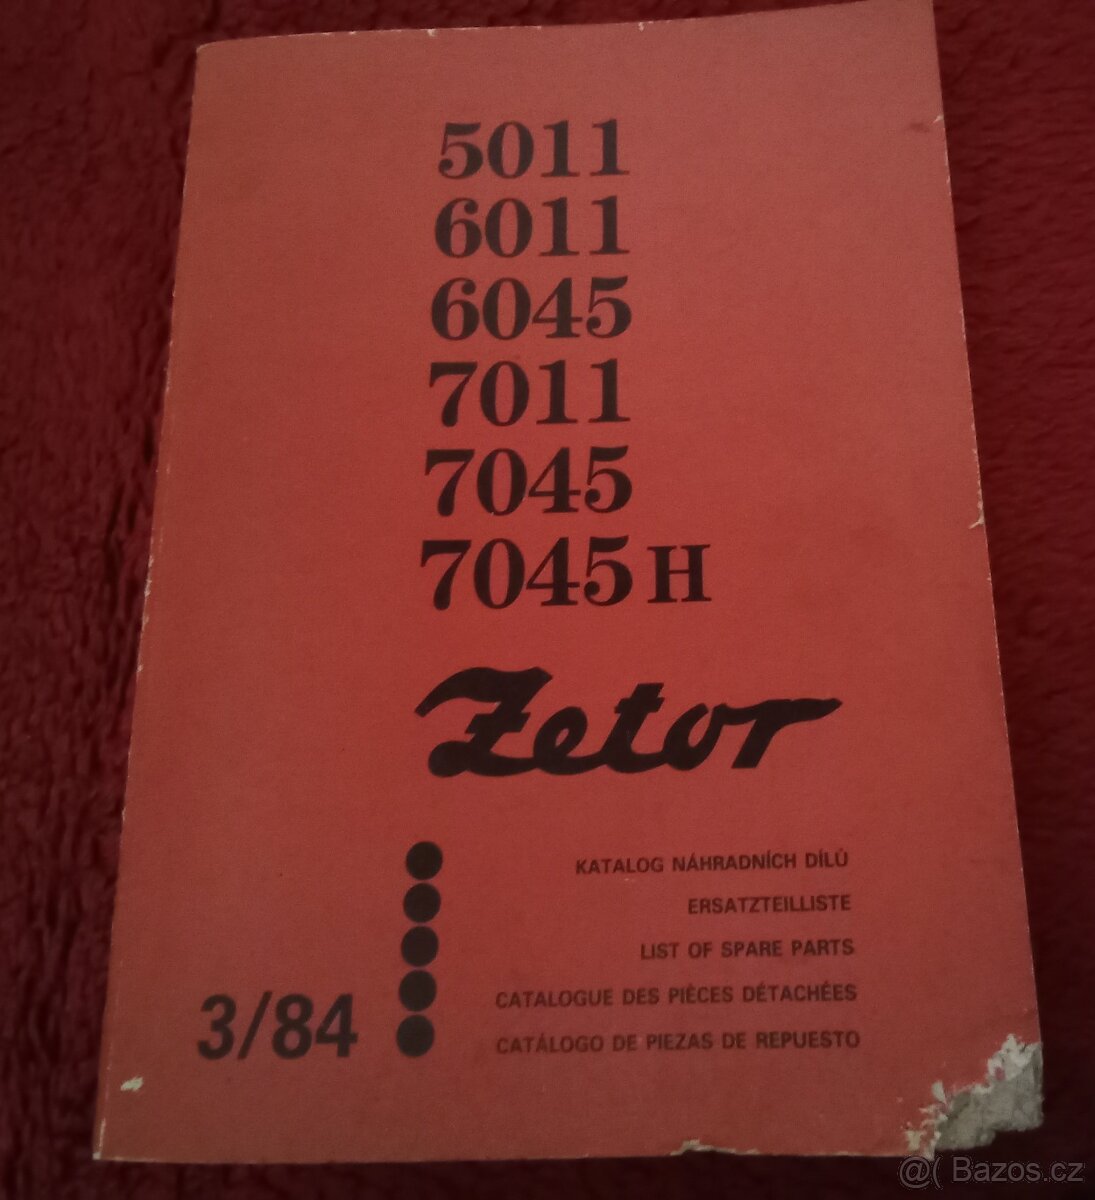 5011
6011
6045
7011
7045
7045 H
Zetor
KATALOG NÁHRADNÍCH DÍLŮ
ERSATZTEILLISTE
LIST OF SPARE PARTS
CATALOGUE DES PIÈCES DÉTACHÉES
CATÁLOGO DE PIEZAS DE REPUESTO
3/84
@( Bazos.cz